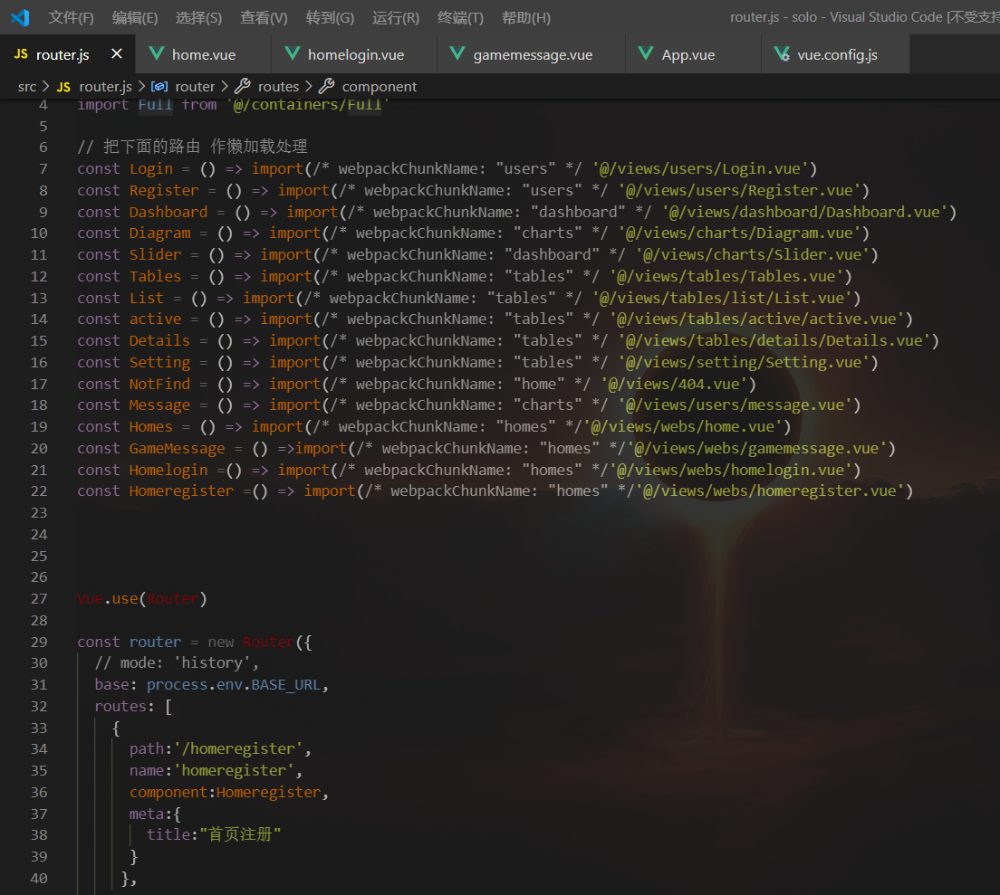 文件(F) 编辑(E) 选择(S) 查看(V) 转到(G) 运行(R) 终端(T) 帮助(H) router.js - solo - Visual Studio Code [不受支持
JS router.js × home.vue homelogin.vue gamemessage.vue App.vue vue.config.js
src > JS router.js > router > routes > component
4 import Full from '@/containers/Full'
5
6 // 把下面的路由 作懒加载处理
7 const Login = () => import(/* webpackChunkName: "users" */ '@/views/users/Login.vue')
8 const Register = () => import(/* webpackChunkName: "users" */ '@/views/users/Register.vue')
9 const Dashboard = () => import(/* webpackChunkName: "dashboard" */ '@/views/dashboard/Dashboard.vue')
10 const Diagram = () => import(/* webpackChunkName: "charts" */ '@/views/charts/Diagram.vue')
11 const Slider = () => import(/* webpackChunkName: "dashboard" */ '@/views/charts/Slider.vue')
12 const Tables = () => import(/* webpackChunkName: "tables" */ '@/views/tables/Tables.vue')
13 const List = () => import(/* webpackChunkName: "tables" */ '@/views/tables/list/List.vue')
14 const active = () => import(/* webpackChunkName: "tables" */ '@/views/tables/active/active.vue')
15 const Details = () => import(/* webpackChunkName: "tables" */ '@/views/tables/details/Details.vue')
16 const Setting = () => import(/* webpackChunkName: "tables" */ '@/views/setting/Setting.vue')
17 const NotFind = () => import(/* webpackChunkName: "home" */ '@/views/404.vue')
18 const Message = () => import(/* webpackChunkName: "charts" */ '@/views/users/message.vue')
19 const Homes = () => import(/* webpackChunkName: "homes" */'@/views/webs/home.vue')
20 const GameMessage = () =>import(/* webpackChunkName: "homes" */'@/views/webs/gamemessage.vue')
21 const Homelogin =() => import(/* webpackChunkName: "homes" */'@/views/webs/homelogin.vue')
22 const Homeregister =() => import(/* webpackChunkName: "homes" */'@/views/webs/homeregister.vue')
23
24
25
26
27 Vue.use(Router)
28
29 const router = new Router({
30 // mode: 'history',
31 base: process.env.BASE_URL,
32 routes: [
33 {
34 path:'/homeregister',
35 name:'homeregister',
36 component:Homeregister,
37 meta:{
38 title:"首页注册"
39 }
40 },